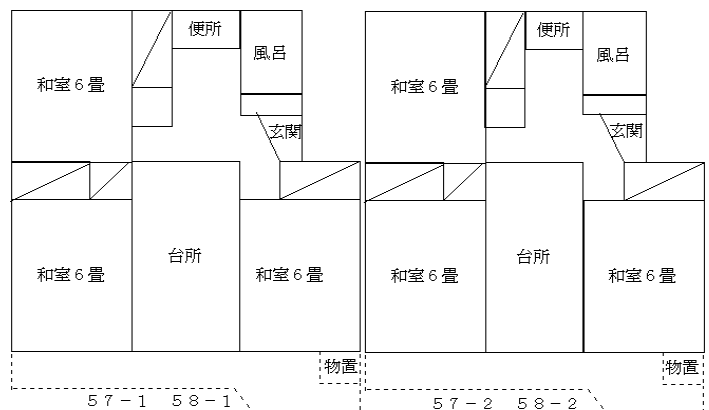 便所
風呂
和室６畳
玄関
台所
和室６畳
和室６畳
物置
５７－１　５８－１
便所
風呂
和室６畳
玄関
台所
和室６畳
和室６畳
物置
５７－２　５８－２